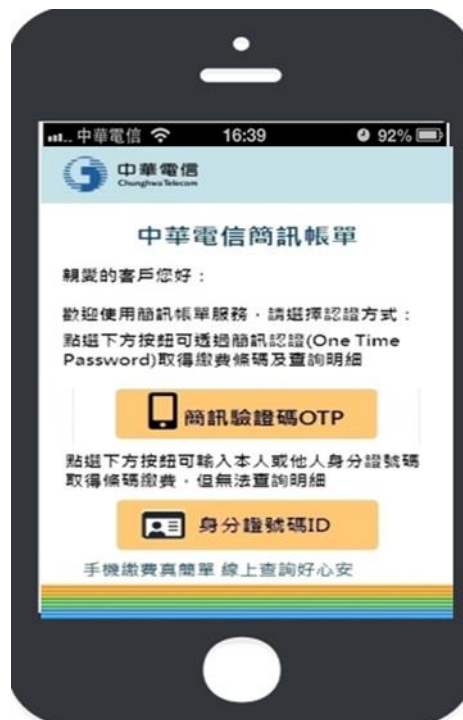 中華電信 16:39 92%
中華電信
Chunghwa Telecom
中華電信簡訊帳單
親愛的客戶您好：
歡迎使用簡訊帳單服務，請選擇認證方式：
點選下方按鈕可透過簡訊認證(One Time
Password)取得繳費條碼及查詢明細
簡訊驗證碼OTP
點選下方按鈕可輸入本人或他人身分證號碼
取得條碼繳費，但無法查詢明細
身分證號碼ID
手機繳費真簡單 線上查詢好心安